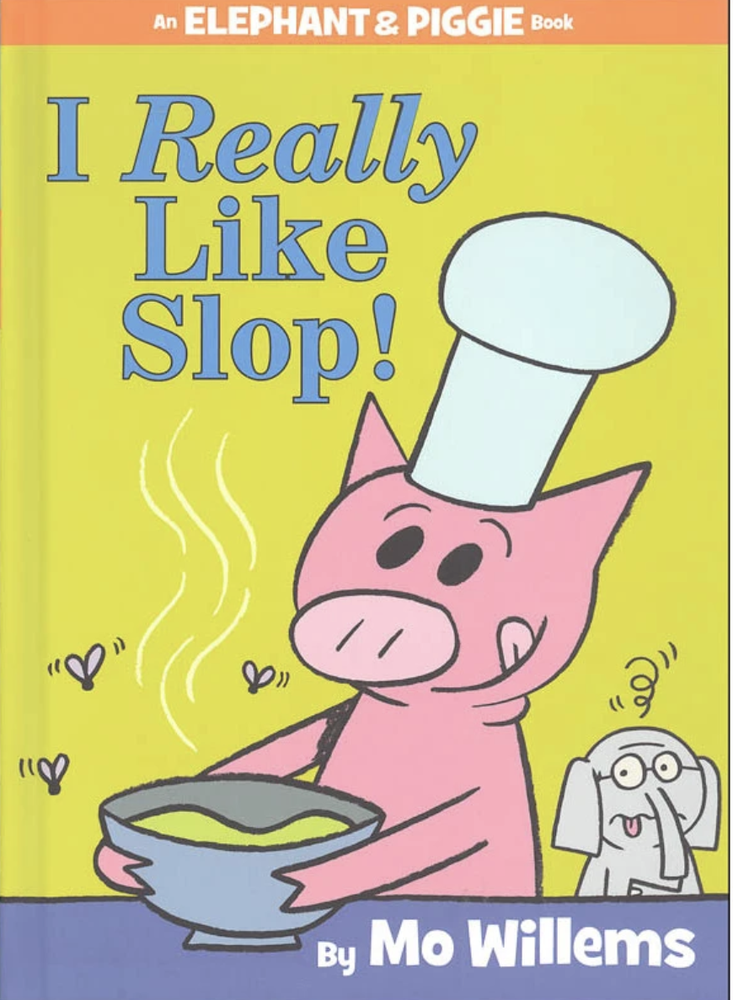 An ELEPHANT & PIGGIE Book
I Really
Like
Slop!
By Mo Willems